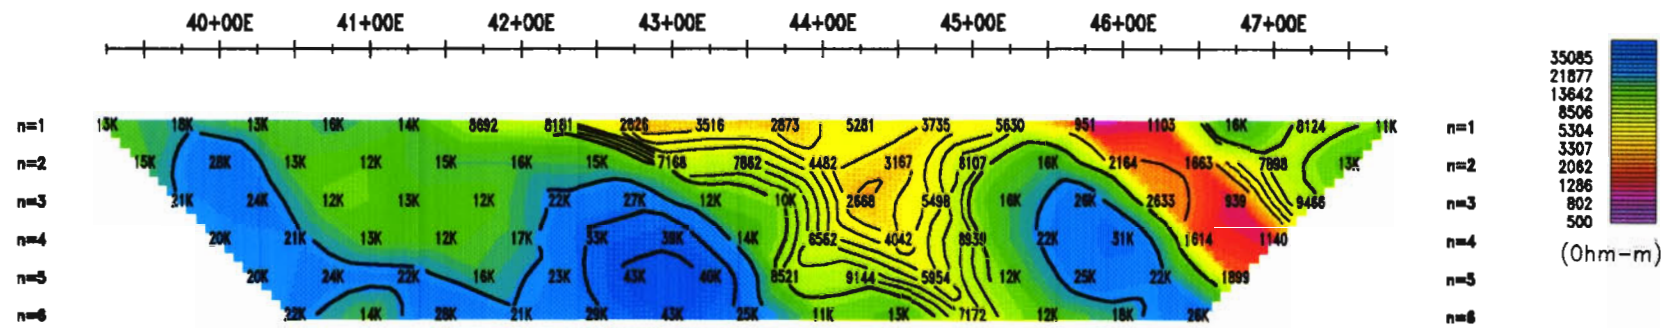 40+00E 41+00E 42+00E 43+00E 44+00E 45+00E 46+00E 47+00E
35085
21877
13642
8506
5304
3307
2062
1286
802
500
(Ohm-m)
n=1 13K 18K 13K 16K 14K 8692 8181 2826 3516 2873 5281 3735 5630 951 1103 16K 8124 11K n=1
n=2 15K 28K 13K 12K 15K 16K 15K 7168 7882 4482 3167 8107 16K 2164 1663 7898 13K n=2
n=3 21K 24K 12K 13K 12K 22K 27K 12K 10K 2668 5498 16K 26K 2633 939 9466 n=3
n=4 20K 21K 13K 12K 17K 33K 39K 14K 6552 4042 8939 22K 31K 1614 1140 n=4
n=5 20K 24K 22K 16K 23K 43K 40K 8521 9144 5954 12K 25K 22K 1899 n=5
n=6 22K 14K 28K 21K 29K 43K 25K 11K 13K 7172 12K 18K 26K n=6